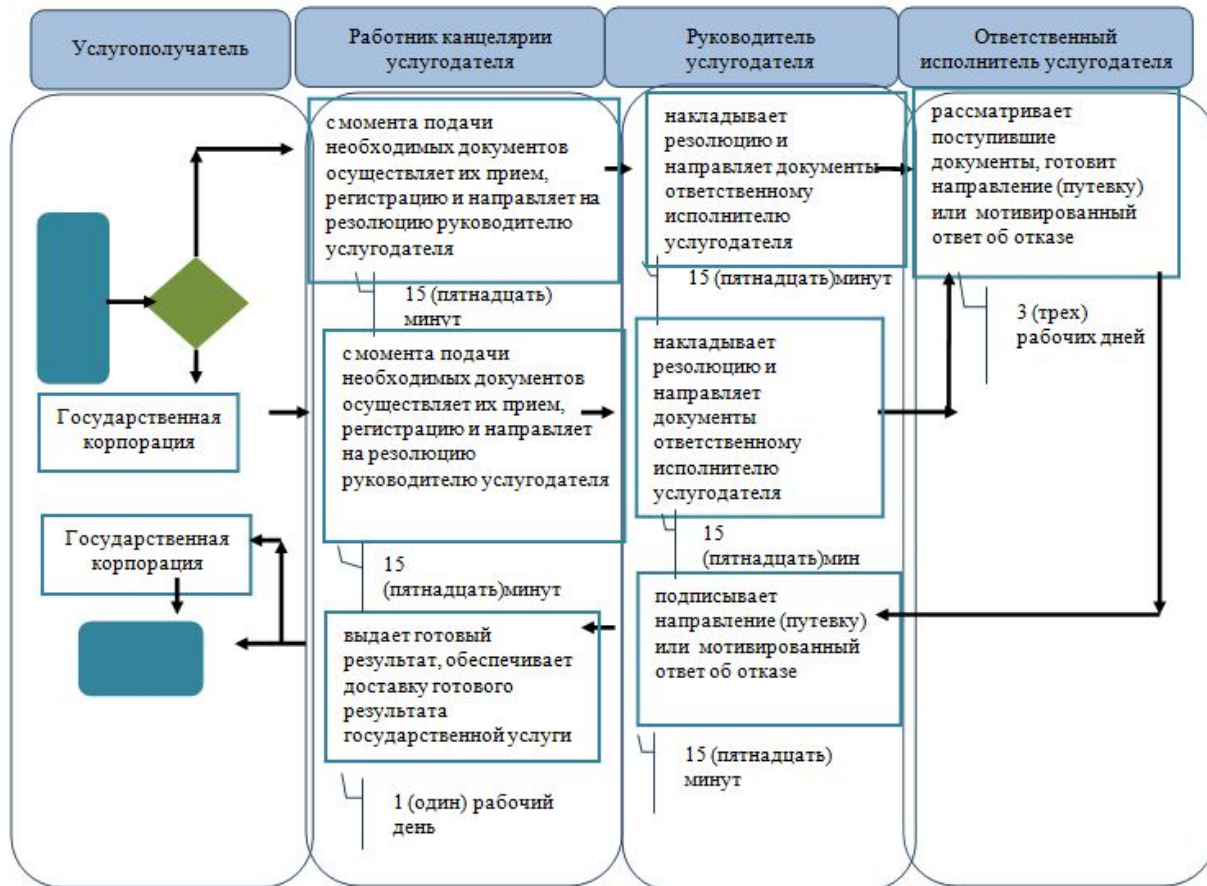 Услугополучатель
Работник канцелярии
услугодателя
Руководитель
услугодателя
Ответственный
исполнитель услугодателя
с момента подачи
необходимых документов
осуществляет их прием,
регистрацию и направляет на
резолюцию руководителю
услугодателя
15 (пятнадцать)
минут
накладывает
резолюцию и
направляет документы
ответственному
исполнителю
услугодателя
15 (пятнадцать)минут
рассматривает
поступившие
документы, готовит
направление (путевку)
или мотивированный
ответ об отказе
3 (трех)
рабочих дней
Государственная
корпорация
с момента подачи
необходимых документов
осуществляет их прием,
регистрацию и направляет
на резолюцию
руководителю услугодателя
15
(пятнадцать)минут
накладывает
резолюцию и
направляет
документы
ответственному
исполнителю
услугодателя
15
(пятнадцать)мин
Государственная
корпорация
выдает готовый
результат, обеспечивает
доставку готового
результата
государственной услуги
1 (один) рабочий
день
подписывает
направление (путевку)
или мотивированный
ответ об отказе
15 (пятнадцать)
минут